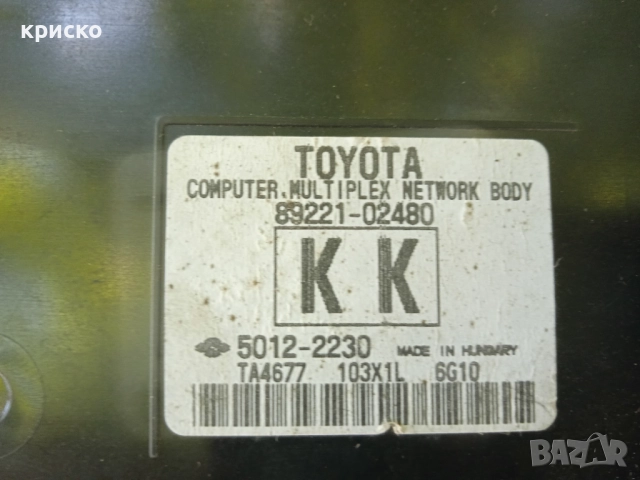 криско
TOYOTA
COMPUTER.MULTIPLEX NETWORK BODY
89221-02480
K K
5012-2230 MADE IN HUNGARY
TA4677 103X1L 6G10
BAZAR